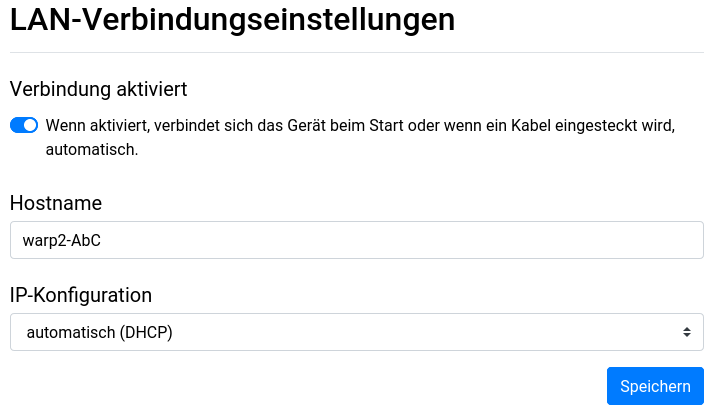 LAN-Verbindungseinstellungen
Verbindung aktiviert
Wenn aktiviert, verbindet sich das Gerät beim Start oder wenn ein Kabel eingesteckt wird,
automatisch.
Hostname
warp2-AbC
IP-Konfiguration
automatisch (DHCP)
Speichern